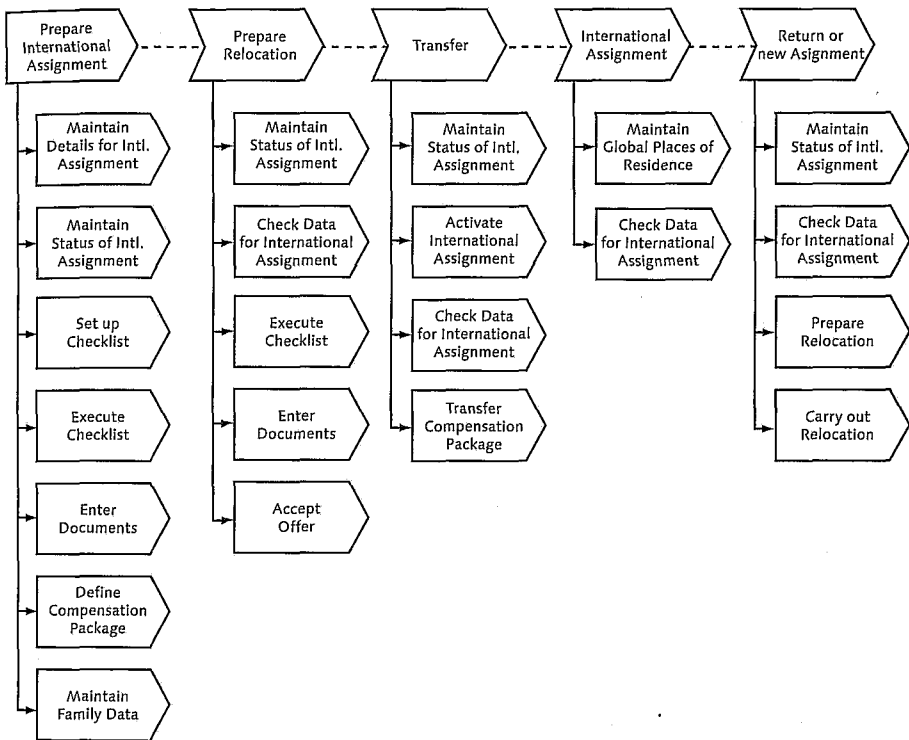 Prepare
International
Assignment
Prepare
Relocation
Transfer
International
Assignment
Return or
new Asignment
Maintain
Details for Intl.
Assignment
Maintain
Status of Intl.
Assignment
Set up
Checklist
Execute
Checklist
Enter
Documents
Define
Compensation
Package
Maintain
Family Data
Maintain
Status of Intl.
Assignment
Check Data
for International
Assignment
Execute
Checklist
Enter
Documents
Accept
Offer
Maintain
Status of Intl.
Assignment
Activate
International
Assignment
Check Data
for International
Assignment
Transfer
Compensation
Package
Maintain
Global Places of
Residence
Check Data
for International
Assignment
Maintain
Status of Intl.
Assignment
Check Data
for International
Assignment
Prepare
Relocation
Carry out
Relocation